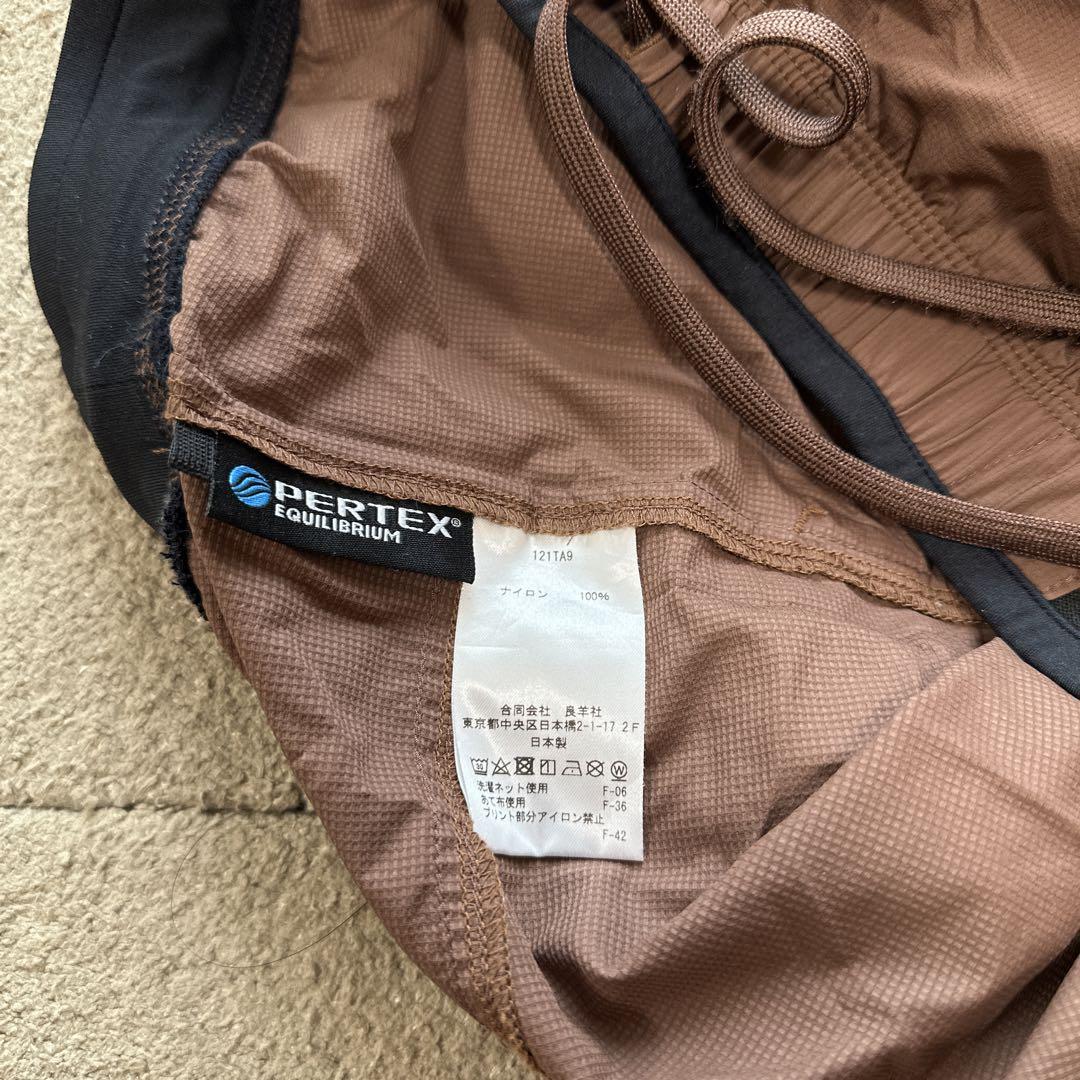 PERTEX®
EQUILIBRIUM
121TA9
ナイロン 100%
合同会社 良羊社
東京都中央区日本橋2-1-17 2F
日本製
30
W
洗濯ネット使用 F-06
あて布使用 F-36
プリント部分アイロン禁止
F-42